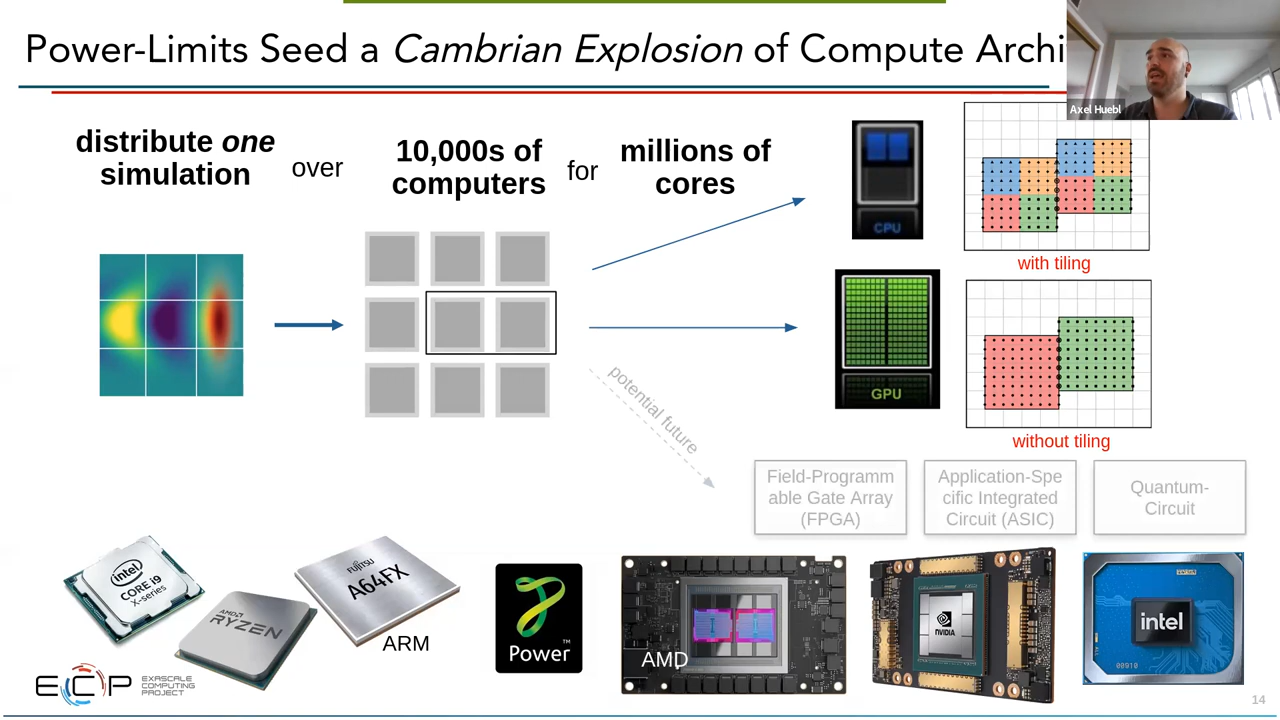 Power-Limits Seed a Cambrian Explosion of Compute Archi
Axel Huebl
distribute one
simulation
over
10,000s of
computers
for
millions of
cores
CPU
with tiling
GPU
without tiling
potential future
Field-Programm
able Gate Array
(FPGA)
Application-Spe
cific Integrated
Circuit (ASIC)
Quantum-
Circuit
intel
CORE i9
X-series
AMD
RYZEN
FUJITSU
A64FX
ARM
Power™
AMD
NVIDIA
intel
00910
ECP
EXASCALE
COMPUTING
PROJECT
14